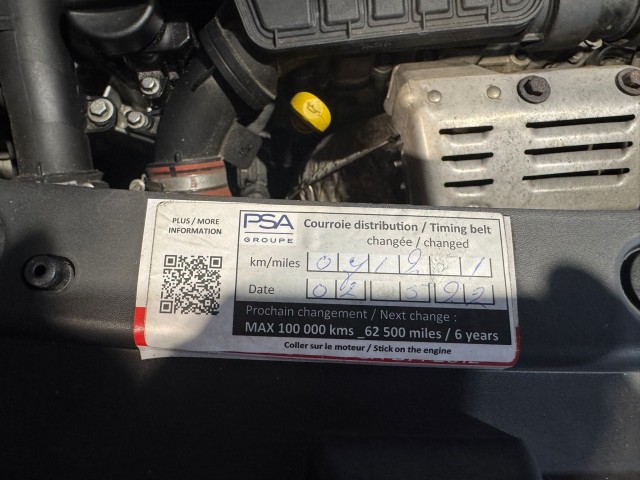 PLUS / MORE
INFORMATION
PSA
GROUPE
Courroie distribution / Timing belt
changée / changed
km/miles
Date
Prochain changement / Next change :
MAX 100 000 kms _62 500 miles / 6 years
Coller sur le moteur / Stick on the engine